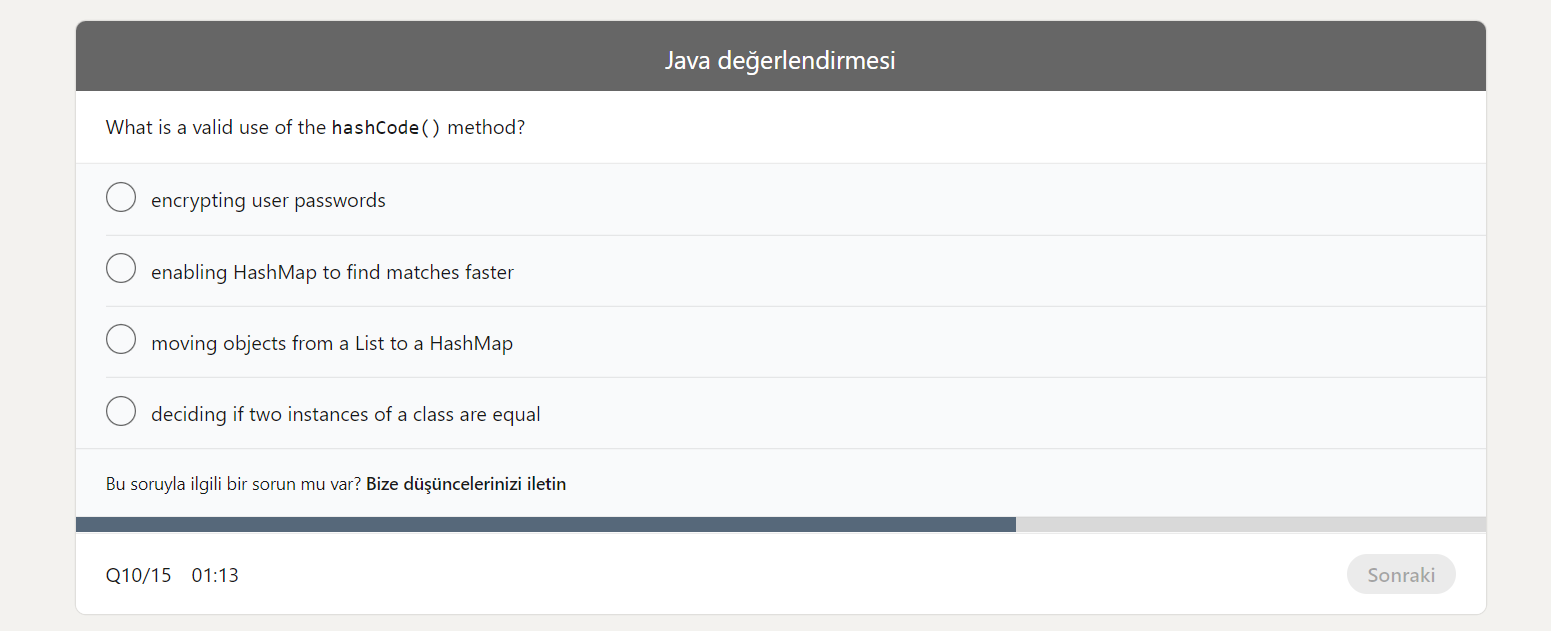 Java değerlendirmesi
What is a valid use of the hashCode() method?
encrypting user passwords
enabling HashMap to find matches faster
moving objects from a List to a HashMap
deciding if two instances of a class are equal
Bu soruyla ilgili bir sorun mu var? Bize düşüncelerinizi iletin
Q10/15 01:13
Sonraki